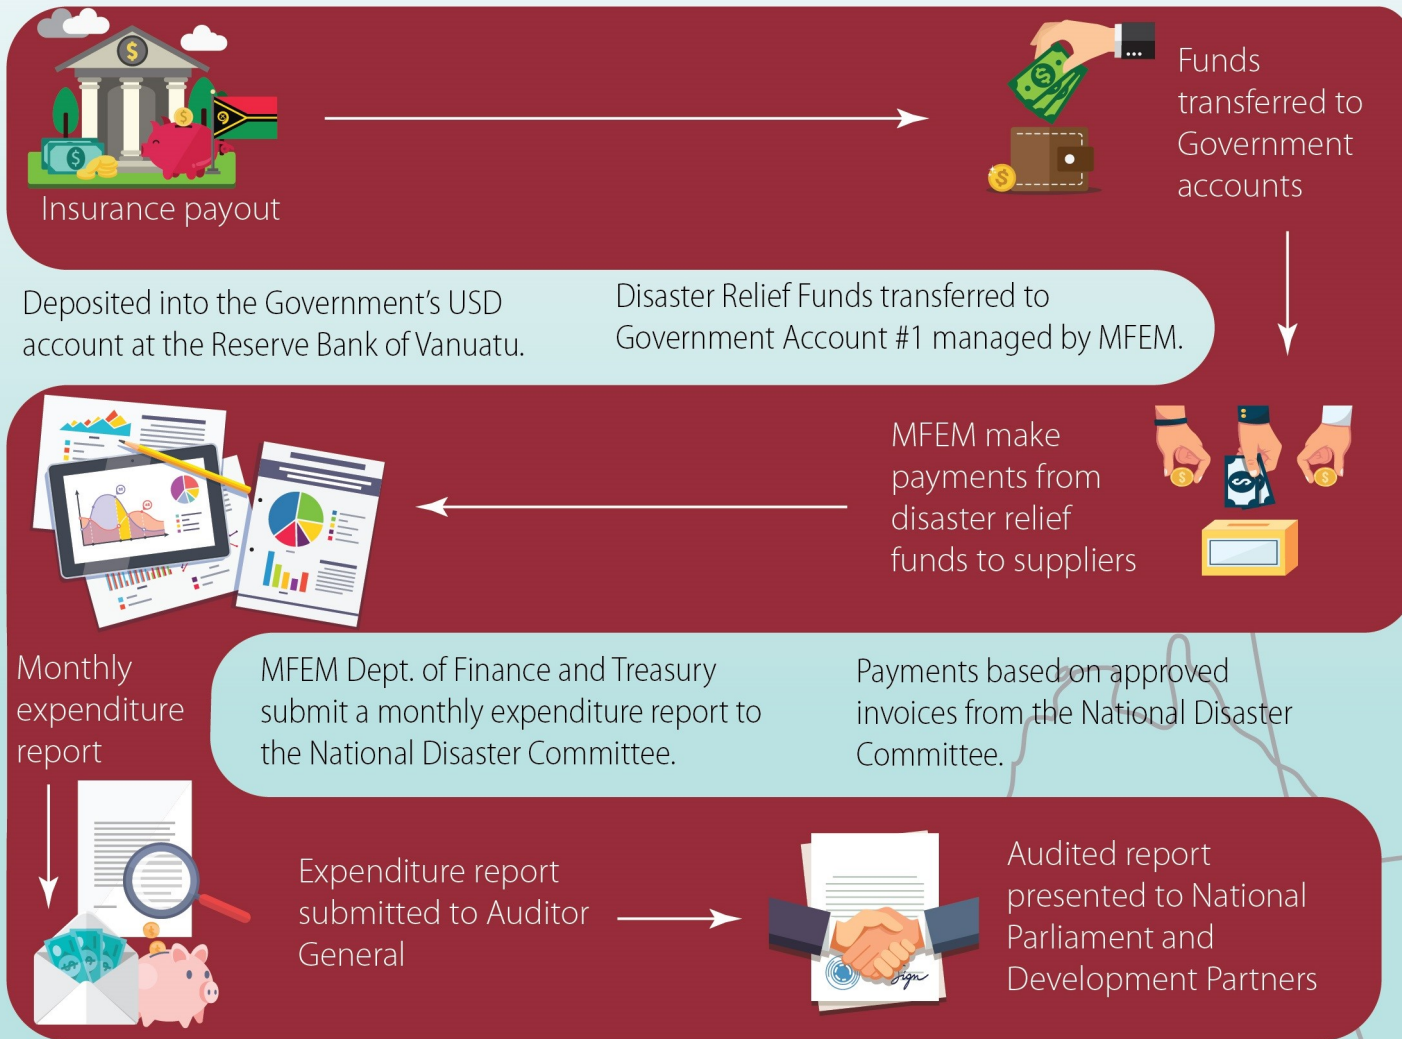 Insurance payout
Funds
transferred to
Government
accounts
Deposited into the Government's USD
account at the Reserve Bank of Vanuatu.
Disaster Relief Funds transferred to
Government Account #1 managed by MFEM.
MFEM make
payments from
disaster relief
funds to suppliers
Payments based on approved
invoices from the National Disaster
Committee.
Monthly
expenditure
report
MFEM Dept. of Finance and Treasury
submit a monthly expenditure report to
the National Disaster Committee.
Expenditure report
submitted to Auditor
General
Sign
Audited report
presented to National
Parliament and
Development Partners